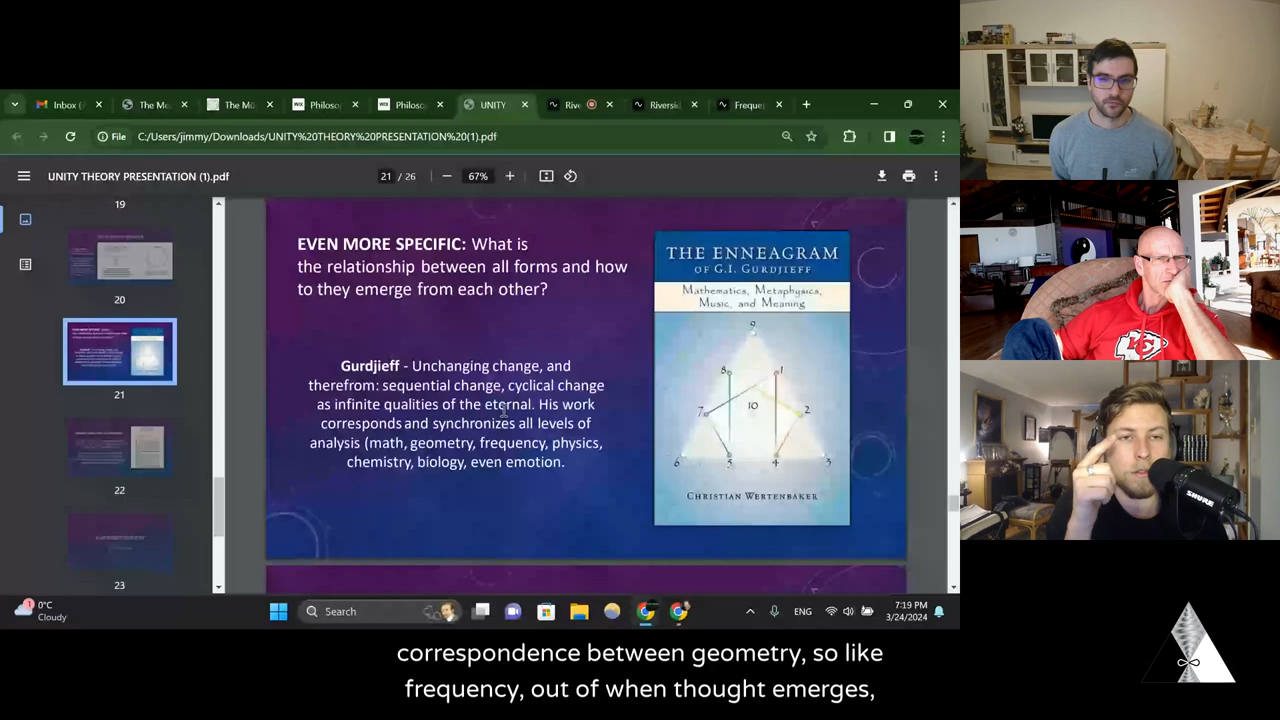 Inbox (
The Me
The Mö
WIX
Philoso
WIX
Philoso
UNITY
Rive
Riversid
Freque
File
C:/Users/jimmy/Downloads/UNITY%20THEORY%20PRESENTATION%20(1).pdf
UNITY THEORY PRESENTATION (1).pdf
21 / 26
67%
19
20
21
22
23
EVEN MORE SPECIFIC: What is
the relationship between all forms and how
to they emerge from each other?
Gurdjieff - Unchanging change, and
therefrom: sequential change, cyclical change
as infinite qualities of the eternal. His work
corresponds and synchronizes all levels of
analysis (math, geometry, frequency, physics,
chemistry, biology, even emotion.
THE ENNEAGRAM
OF G.I. GURDJIEFF
Mathematics, Metaphysics,
Music, and Meaning
9
8
1
7
10
2
6
5
4
3
CHRISTIAN WERTENBAKER
SHURE
1
0°C
Cloudy
Search
ENG
7:19 PM
3/24/2024
correspondence between geometry, so like
frequency, out of when thought emerges,